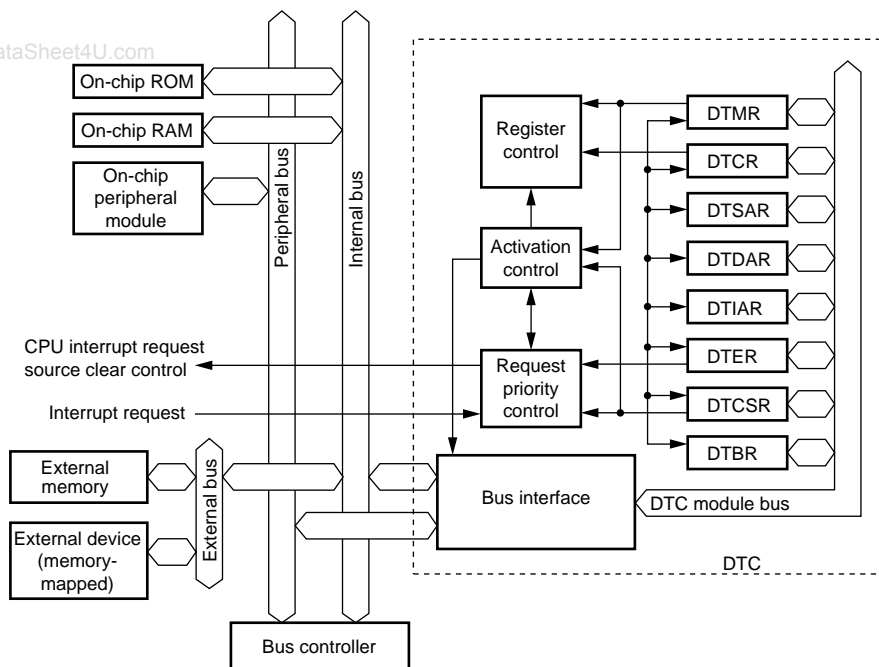 ataSheet4U.com
On-chip ROM
On-chip RAM
On-chip
peripheral
module
Peripheral bus
Internal bus
Register
control
Activation
control
Request
priority
control
DTMR
DTCR
DTSAR
DTDAR
DTIAR
DTER
DTCSR
DTBR
CPU interrupt request
source clear control
Interrupt request
External
memory
External device
(memory-
mapped)
External bus
Bus interface
DTC module bus
DTC
Bus controller